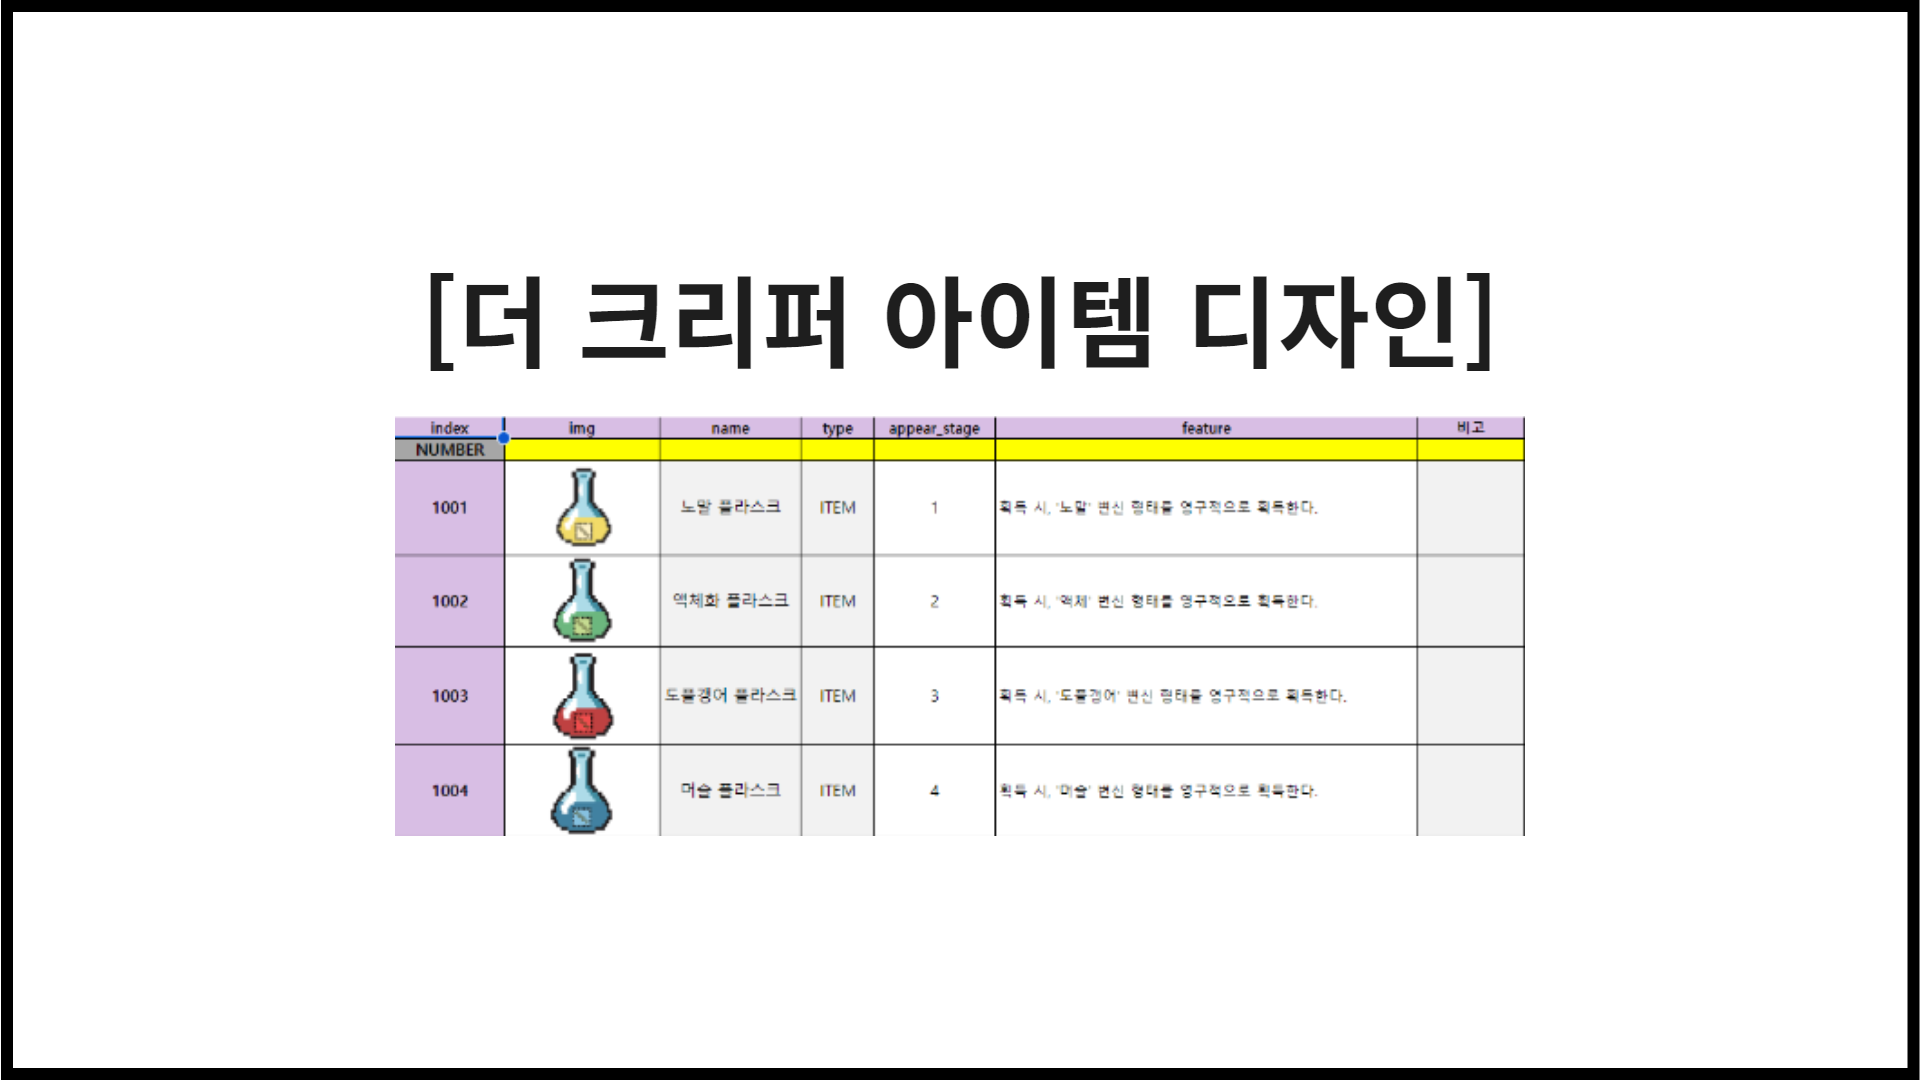 [더 크리퍼 아이템 디자인]
index img name type appear_stage feature 비고
NUMBER
1001 노말 플라스크 ITEM 1 획득 시, '노말' 변신 형태를 영구적으로 획득한다.
1002 액체화 플라스크 ITEM 2 획득 시, '액체' 변신 형태를 영구적으로 획득한다.
1003 도플갱어 플라스크 ITEM 3 획득 시, '도플갱어' 변신 형태를 영구적으로 획득한다.
1004 머슬 플라스크 ITEM 4 획득 시, '머슬' 변신 형태를 영구적으로 획득한다.